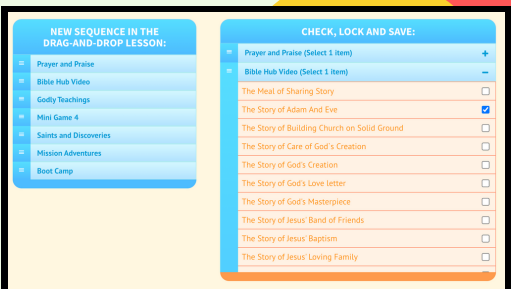 NEW SEQUENCE IN THE
DRAG-AND-DROP LESSON:
Prayer and Praise
Bible Hub Video
Godly Teachings
Mini Game 4
Saints and Discoveries
Mission Adventures
Boot Camp
CHECK, LOCK AND SAVE:
Prayer and Praise (Select 1 item) +
Bible Hub Video (Select 1 item) −
The Meal of Sharing Story
The Story of Adam And Eve
The Story of Building Church on Solid Ground
The Story of Care of God's Creation
The Story of God's Creation
The Story of God's Love letter
The Story of God's Masterpiece
The Story of Jesus' Band of Friends
The Story of Jesus' Baptism
The Story of Jesus' Loving Family